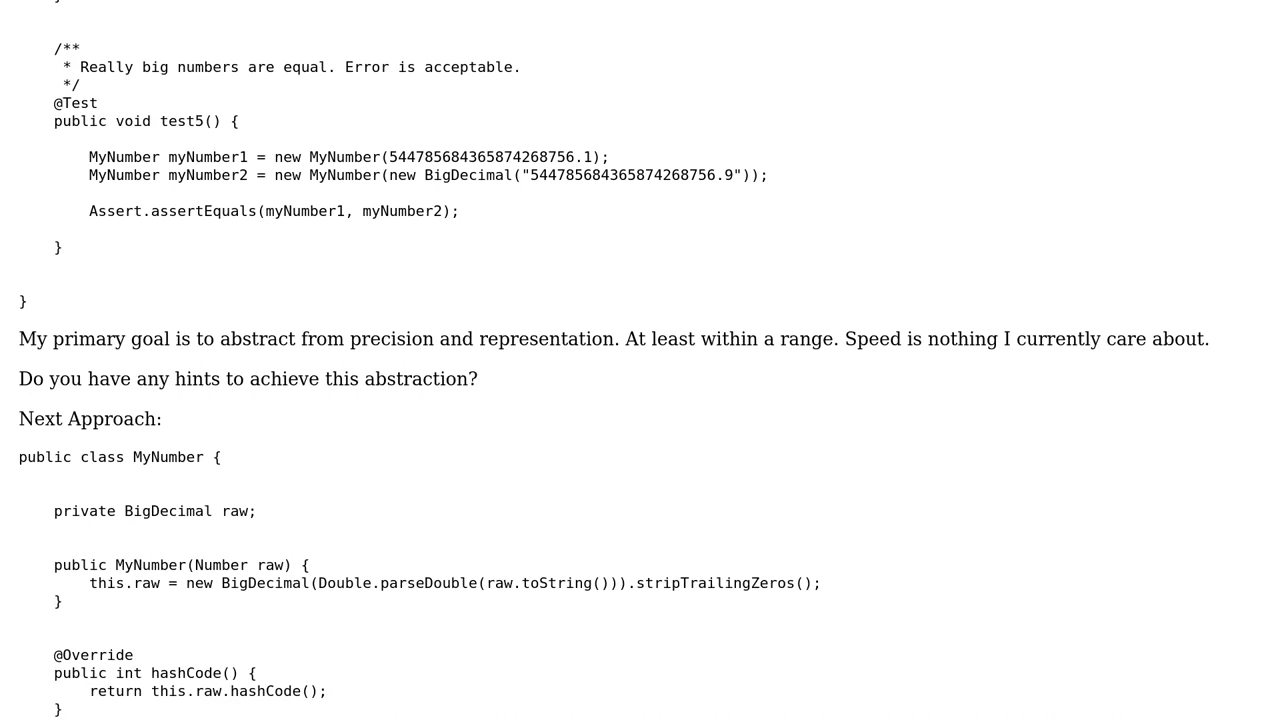 }
/**
* Really big numbers are equal. Error is acceptable.
*/
@Test
public void test5() {
MyNumber myNumber1 = new MyNumber(544785684365874268756.1);
MyNumber myNumber2 = new MyNumber(new BigDecimal("544785684365874268756.9"));
Assert.assertEquals(myNumber1, myNumber2);
}
}
My primary goal is to abstract from precision and representation. At least within a range. Speed is nothing I currently care about.
Do you have any hints to achieve this abstraction?
Next Approach:
public class MyNumber {
private BigDecimal raw;
public MyNumber(Number raw) {
this.raw = new BigDecimal(Double.parseDouble(raw.toString())).stripTrailingZeros();
}
@Override
public int hashCode() {
return this.raw.hashCode();
}